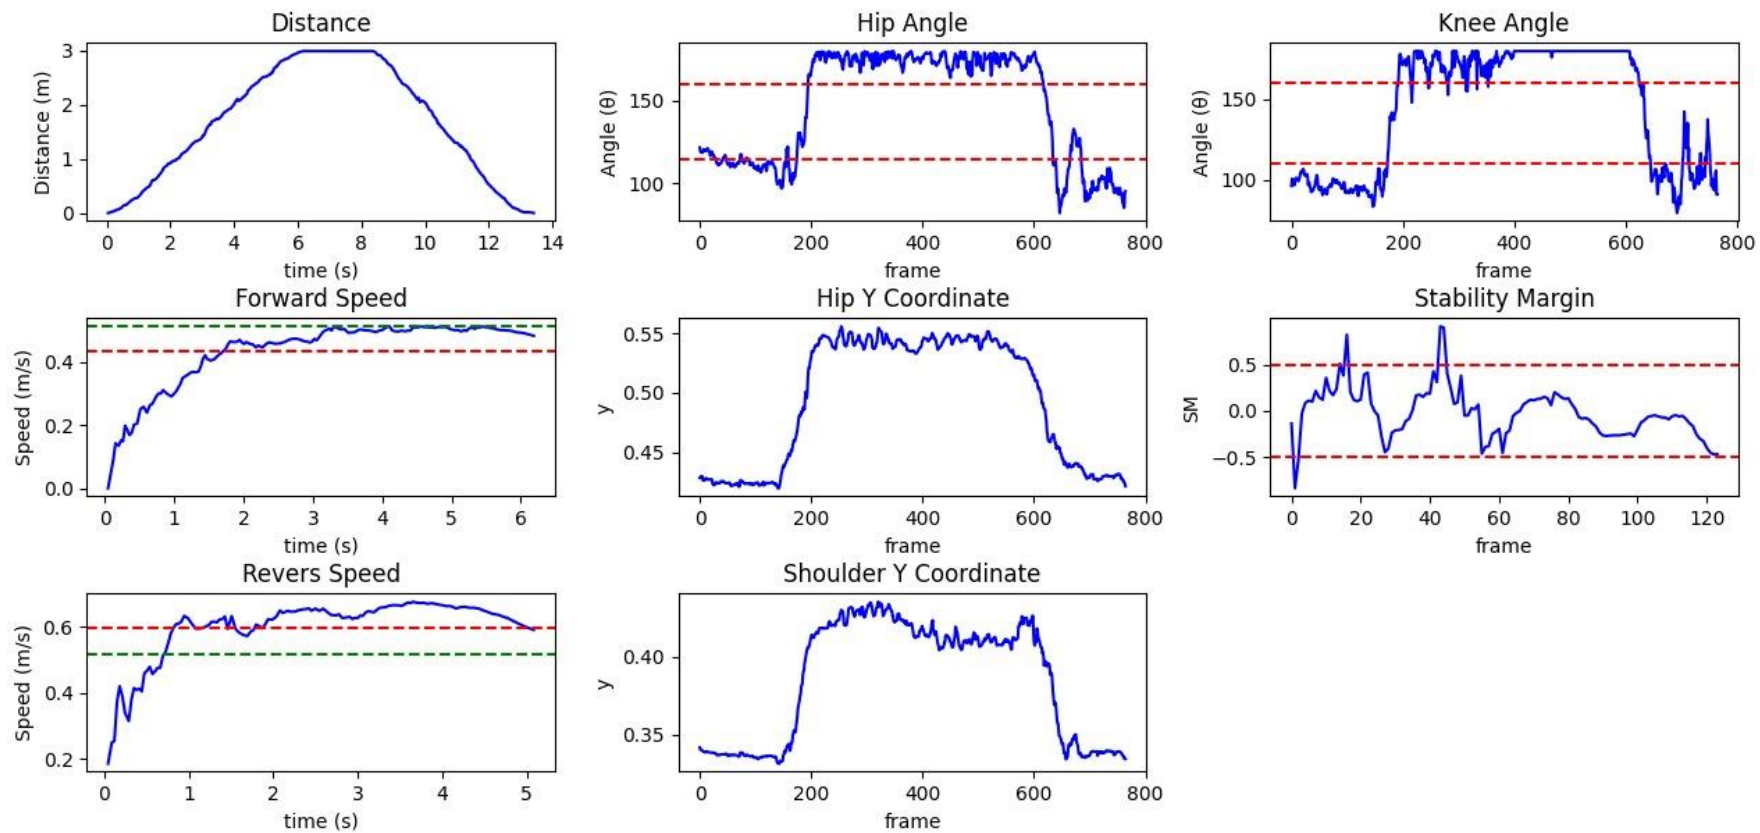 Distance
Distance (m)
3
2
1
0
0 2 4 6 8 10 12 14
time (s)
Hip Angle
Angle (θ)
150
100
0 200 400 600 800
frame
Knee Angle
Angle (θ)
150
100
0 200 400 600 800
frame
Forward Speed
Speed (m/s)
0.4
0.2
0.0
0 1 2 3 4 5 6
time (s)
Hip Y Coordinate
y
0.55
0.50
0.45
0 200 400 600 800
frame
Stability Margin
SM
0.5
0.0
−0.5
0 20 40 60 80 100 120
frame
Revers Speed
Speed (m/s)
0.6
0.4
0.2
0 1 2 3 4 5
time (s)
Shoulder Y Coordinate
y
0.40
0.35
0 200 400 600 800
frame